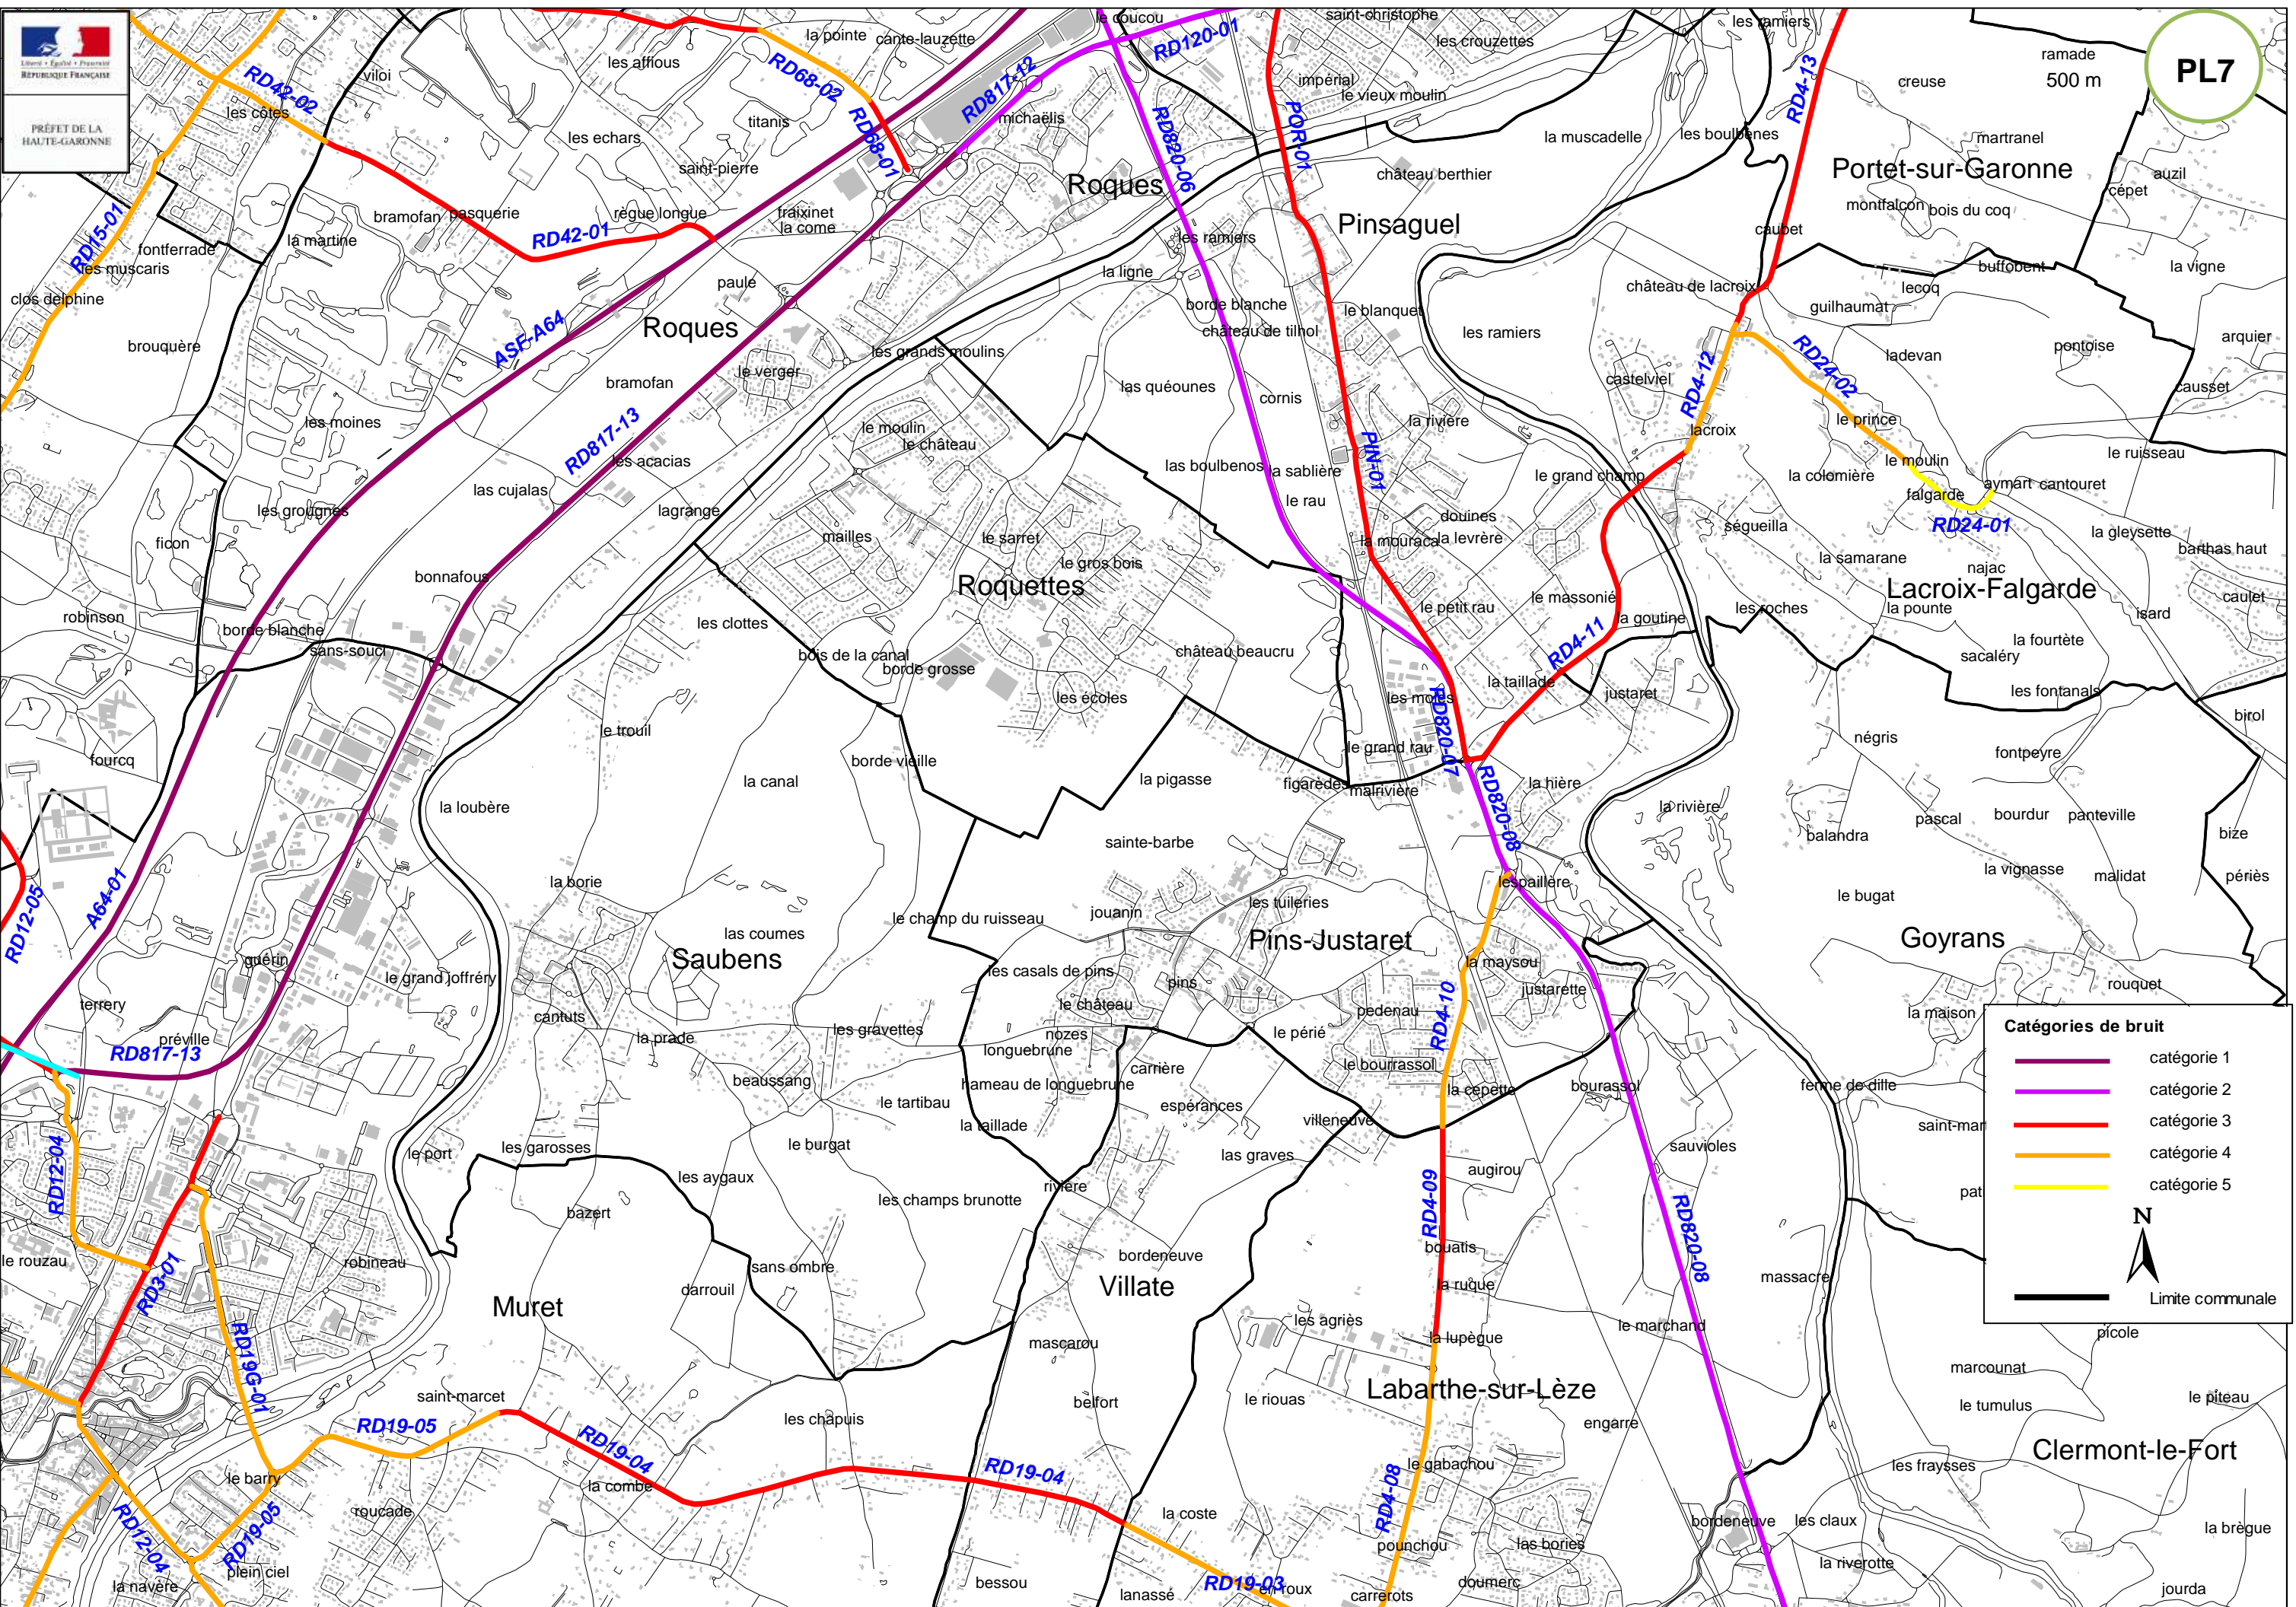 Liberté • Égalité • Fraternité
RÉPUBLIQUE FRANÇAISE
PRÉFET DE LA
HAUTE-GARONNE
PL7
500 m
ramade
le coucou
saint-christophe
les ramiers
la pointe
cante-lauzette
RD120-01
les crouzettes
les affious
viloi
RD42-02
RD68-02
RD817-12
impérial
le vieux moulin
creuse
RD4-13
les côtes
titanis
RD68-01
michaëlis
RD820-06
POR-01
la muscadelle
les boulbènes
martranel
les echars
saint-pierre
Roques
château berthier
Portet-sur-Garonne
auzil
cépet
RD15-01
bramofan
pasquerie
règue longue
fraixinet
la come
Pinsaguel
montfalcon
bois du coq
caubet
fontferrade
la martine
RD42-01
les ramiers
les muscaris
la ligne
buffobent
la vigne
clos delphine
paule
borde blanche
château de lacroix
lecoq
guilhaumat
brouquère
ASF-A64
Roques
château de tilhol
le blanquet
les ramiers
arquier
les grands moulins
RD24-02
ladevan
pontoise
bramofan
le verger
las quéounes
cornis
castelviel
RD4-12
causset
les moines
RD817-13
le moulin
le château
la rivière
lacroix
le prince
les acacias
las boulbenos
la sablière
PIN-01
le grand champ
la colomière
le moulin
le ruisseau
las cujalas
le rau
falgarde
aymart
cantouret
les grougnes
lagrange
douines
ségueilla
RD24-01
la gleysette
ficon
mailles
le sarret
la mouraca
la levrère
la samarane
barthas haut
bonnafous
le gros bois
najac
Roquettes
Lacroix-Falgarde
robinson
le petit rau
le massonié
les roches
la pounte
caulet
borde blanche
les clottes
la goutine
isard
sans-souci
bois de la canal
borde grosse
château beaucru
RD4-11
la fourtète
sacaléry
les écoles
les moles
la taillade
justaret
les fontanals
fourcq
le trouil
RD820-07
birol
borde vieille
le grand rau
négris
fontpeyre
la canal
la pigasse
figarèdes
malrivière
RD820-08
la hière
la loubère
la rivière
pascal
bourdur
panteville
sainte-barbe
balandra
bize
RD12-05
A64-01
la borie
lespaillère
la vignasse
malidat
périès
le champ du ruisseau
jouanin
les tuileries
le bugat
las coumes
Saubens
Pins-Justaret
Goyrans
guérin
le grand joffréry
les casals de pins
la maysou
pins
justarette
rouquet
terrery
cantuts
le château
pedenau
RD4-10
la maison
préville
RD817-13
la prade
les gravettes
nozes
longuebrune
le périé
beaussang
carrière
le bourrassol
hameau de longuebrune
la cepette
bourassol
ferme de dille
le tartibau
espérances
RD12-04
le port
les garosses
le burgat
la taillade
villeneuve
saint-mar
les aygaux
las graves
augirou
sauvioles
les champs brunotte
rivière
RD4-09
pat
bazert
RD820-08
le rouzau
RD3-01
robineau
sans ombre
bordeneuve
bouatis
Villate
la ruque
massacre
Muret
darrouil
les agriès
RD19G-01
mascarou
la lupègue
le marchand
Catégories de bruit
catégorie 1
catégorie 2
catégorie 3
catégorie 4
catégorie 5
N
Limite communale
picole
marcounat
saint-marcet
belfort
le riouas
Labarthe-sur-Lèze
le piteau
le tumulus
RD19-05
les chapuis
engarre
RD19-04
RD19-04
Clermont-le-Fort
le barry
la combe
RD4-08
le gabachou
les fraysses
RD12-04
RD19-05
roucade
la coste
bordeneuve
les claux
la brègue
pounchou
las bories
plein ciel
la navère
bessou
lanassé
RD19-03
carrerots
doumerc
la riverotte
jourda